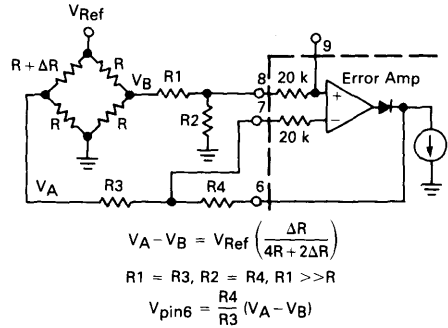 VRef
R + ΔR
R
R
R
VB
R1
R2
8
7
20 k
9
Error Amp
+
−
20 k
VA
R3
R4
6
VA – VB = VRef (ΔR / 4R + 2ΔR)
R1 = R3, R2 = R4, R1 >>R
Vpin6 = R4 / R3 (VA – VB)